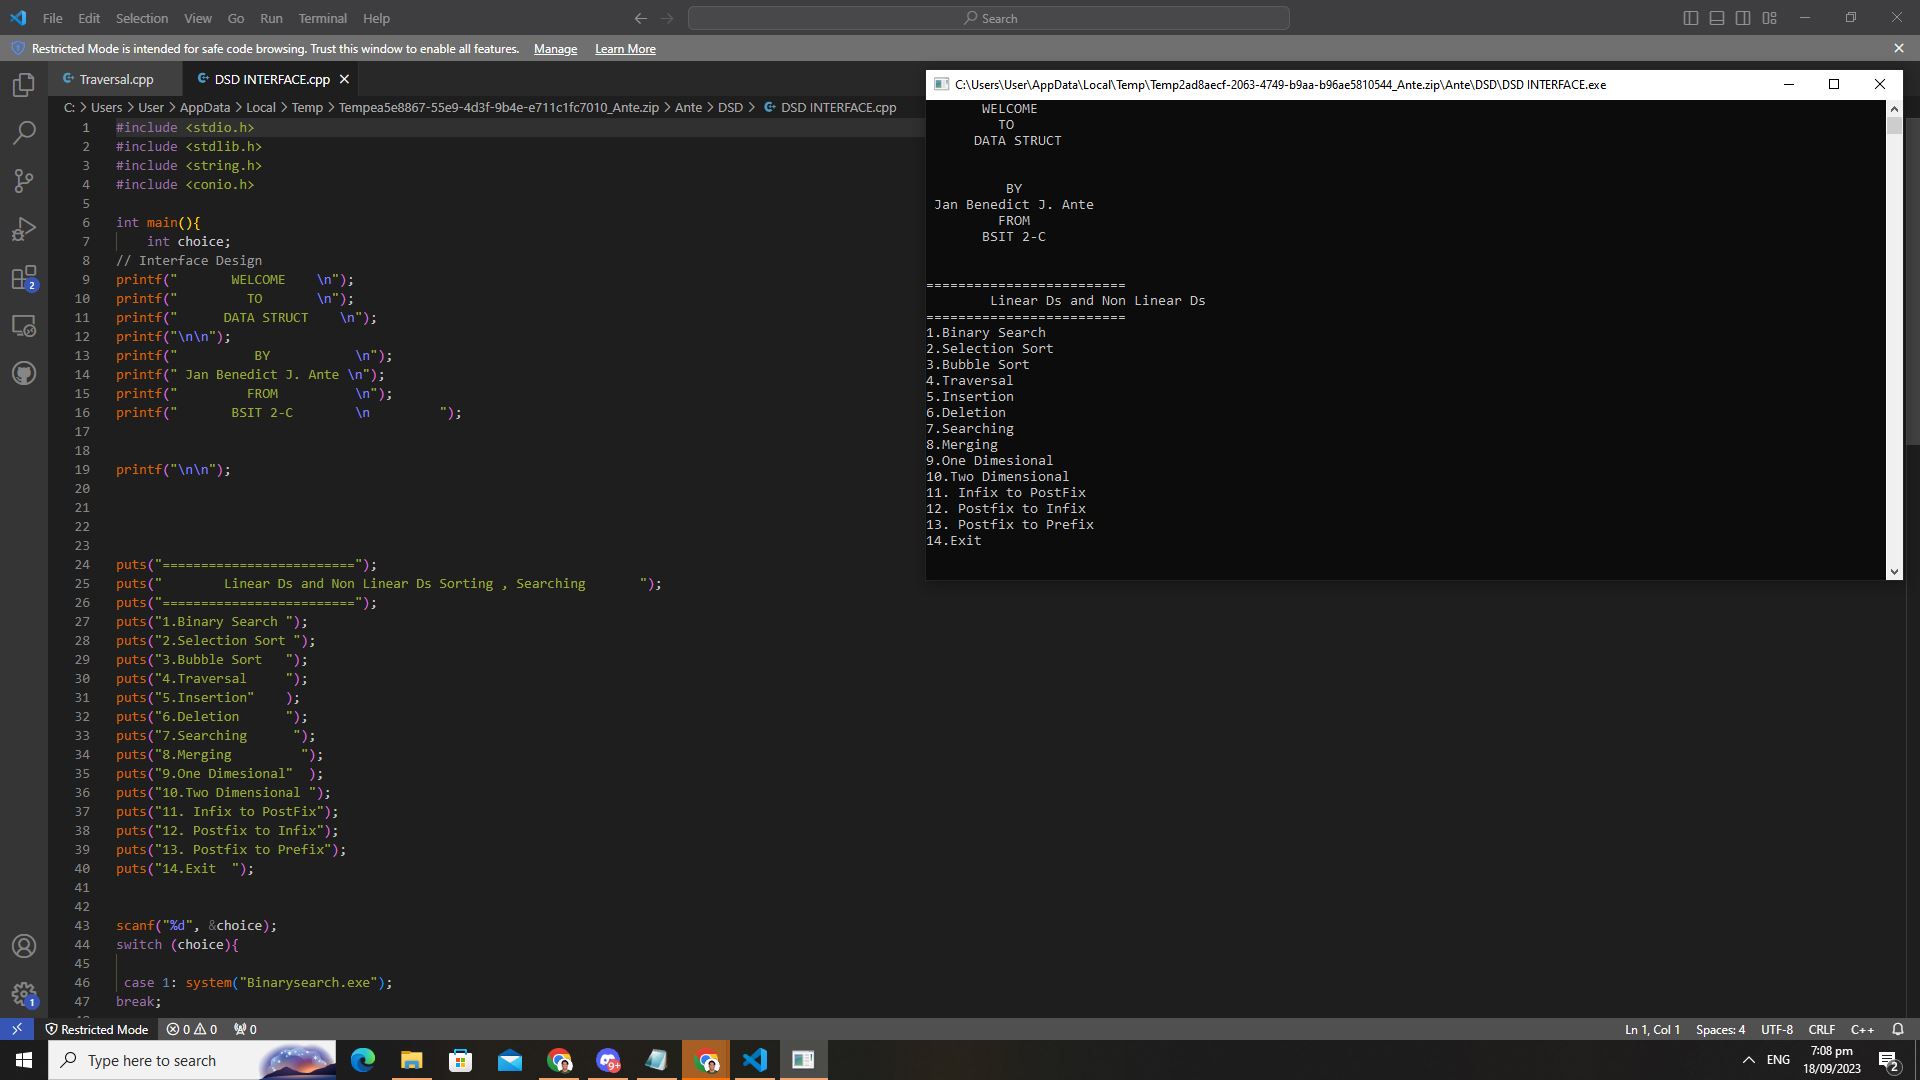 File Edit Selection View Go Run Terminal Help
Search
Restricted Mode is intended for safe code browsing. Trust this window to enable all features. Manage Learn More
Traversal.cpp
DSD INTERFACE.cpp
C: > Users > User > AppData > Local > Temp > Tempea5e8867-55e9-4d3f-9b4e-e711c1fc7010_Ante.zip > Ante > DSD > DSD INTERFACE.cpp
1 #include <stdio.h>
2 #include <stdlib.h>
3 #include <string.h>
4 #include <conio.h>
5
6 int main(){
7 int choice;
8 // Interface Design
9 printf("       WELCOME    \n");
10 printf("         TO       \n");
11 printf("      DATA STRUCT    \n");
12 printf("\n\n");
13 printf("          BY           \n");
14 printf(" Jan Benedict J. Ante \n");
15 printf("         FROM          \n");
16 printf("       BSIT 2-C        \n         ");
17
18
19 printf("\n\n");
20
21
22
23
24 puts("=========================");
25 puts("        Linear Ds and Non Linear Ds Sorting , Searching       ");
26 puts("=========================");
27 puts("1.Binary Search ");
28 puts("2.Selection Sort ");
29 puts("3.Bubble Sort   ");
30 puts("4.Traversal     ");
31 puts("5.Insertion"    );
32 puts("6.Deletion      ");
33 puts("7.Searching      ");
34 puts("8.Merging         ");
35 puts("9.One Dimesional"  );
36 puts("10.Two Dimensional ");
37 puts("11. Infix to PostFix");
38 puts("12. Postfix to Infix");
39 puts("13. Postfix to Prefix");
40 puts("14.Exit  ");
41
42
43 scanf("%d", &choice);
44 switch (choice){
45
46 case 1: system("Binarysearch.exe");
47 break;
C:\Users\User\AppData\Local\Temp\Temp2ad8aecf-2063-4749-b9aa-b96ae5810544_Ante.zip\Ante\DSD\DSD INTERFACE.exe
WELCOME
TO
DATA STRUCT
BY
Jan Benedict J. Ante
FROM
BSIT 2-C
=========================
Linear Ds and Non Linear Ds
=========================
1.Binary Search
2.Selection Sort
3.Bubble Sort
4.Traversal
5.Insertion
6.Deletion
7.Searching
8.Merging
9.One Dimesional
10.Two Dimensional
11. Infix to PostFix
12. Postfix to Infix
13. Postfix to Prefix
14.Exit
2
1
Restricted Mode 0 0 0
Ln 1, Col 1 Spaces: 4 UTF-8 CRLF C++
Type here to search
9+
ENG
7:08 pm
18/09/2023
2